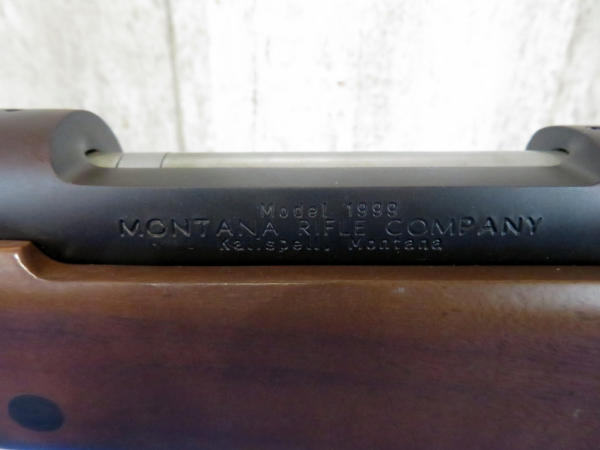 Model 1999
MONTANA RIFLE COMPANY
Kalispell, Montana